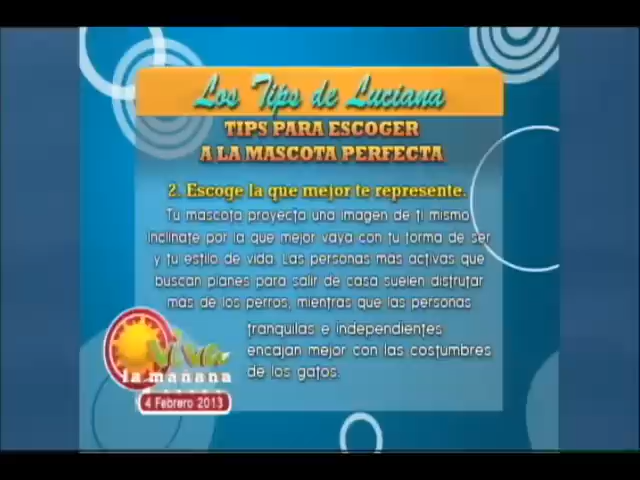 Los Tips de Luciana
TIPS PARA ESCOGER
A LA MASCOTA PERFECTA
2. Escoge la que mejor te represente.
Tu mascota proyecta una imagen de ti mismo
Inclínate por la que mejor vaya con tu forma de ser
y tu estilo de vida. Las personas más activas que
buscan planes para salir de casa suelen disfrutar
más de los perros, mientras que las personas
tranquilas e independientes
encajan mejor con las costumbres
de los gatos.
Viva
la mañana
4 Febrero 2013